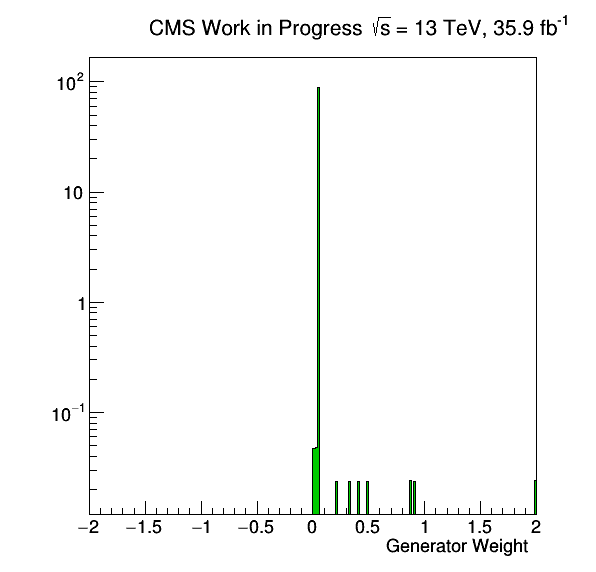 CMS Work in Progress √s = 13 TeV, 35.9 fb⁻¹
10²
10
1
10⁻¹
−2 −1.5 −1 −0.5 0 0.5 1 1.5 2
Generator Weight